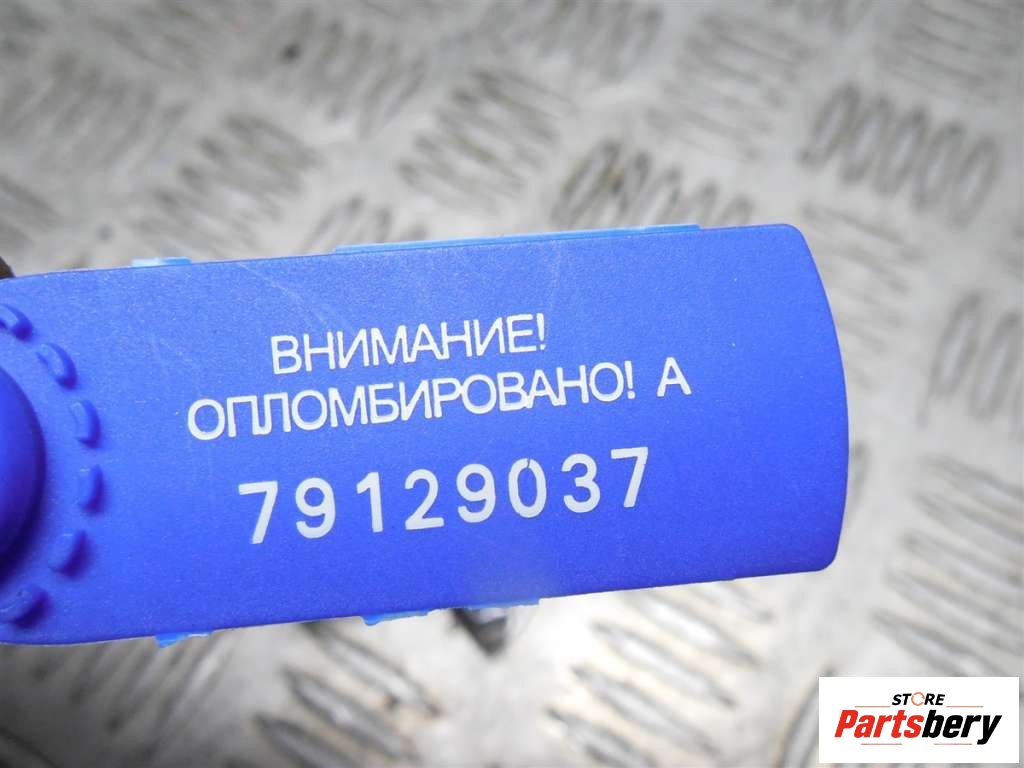 ВНИМАНИЕ!
ОПЛОМБИРОВАНО! А
79129037
STORE
Partsbery